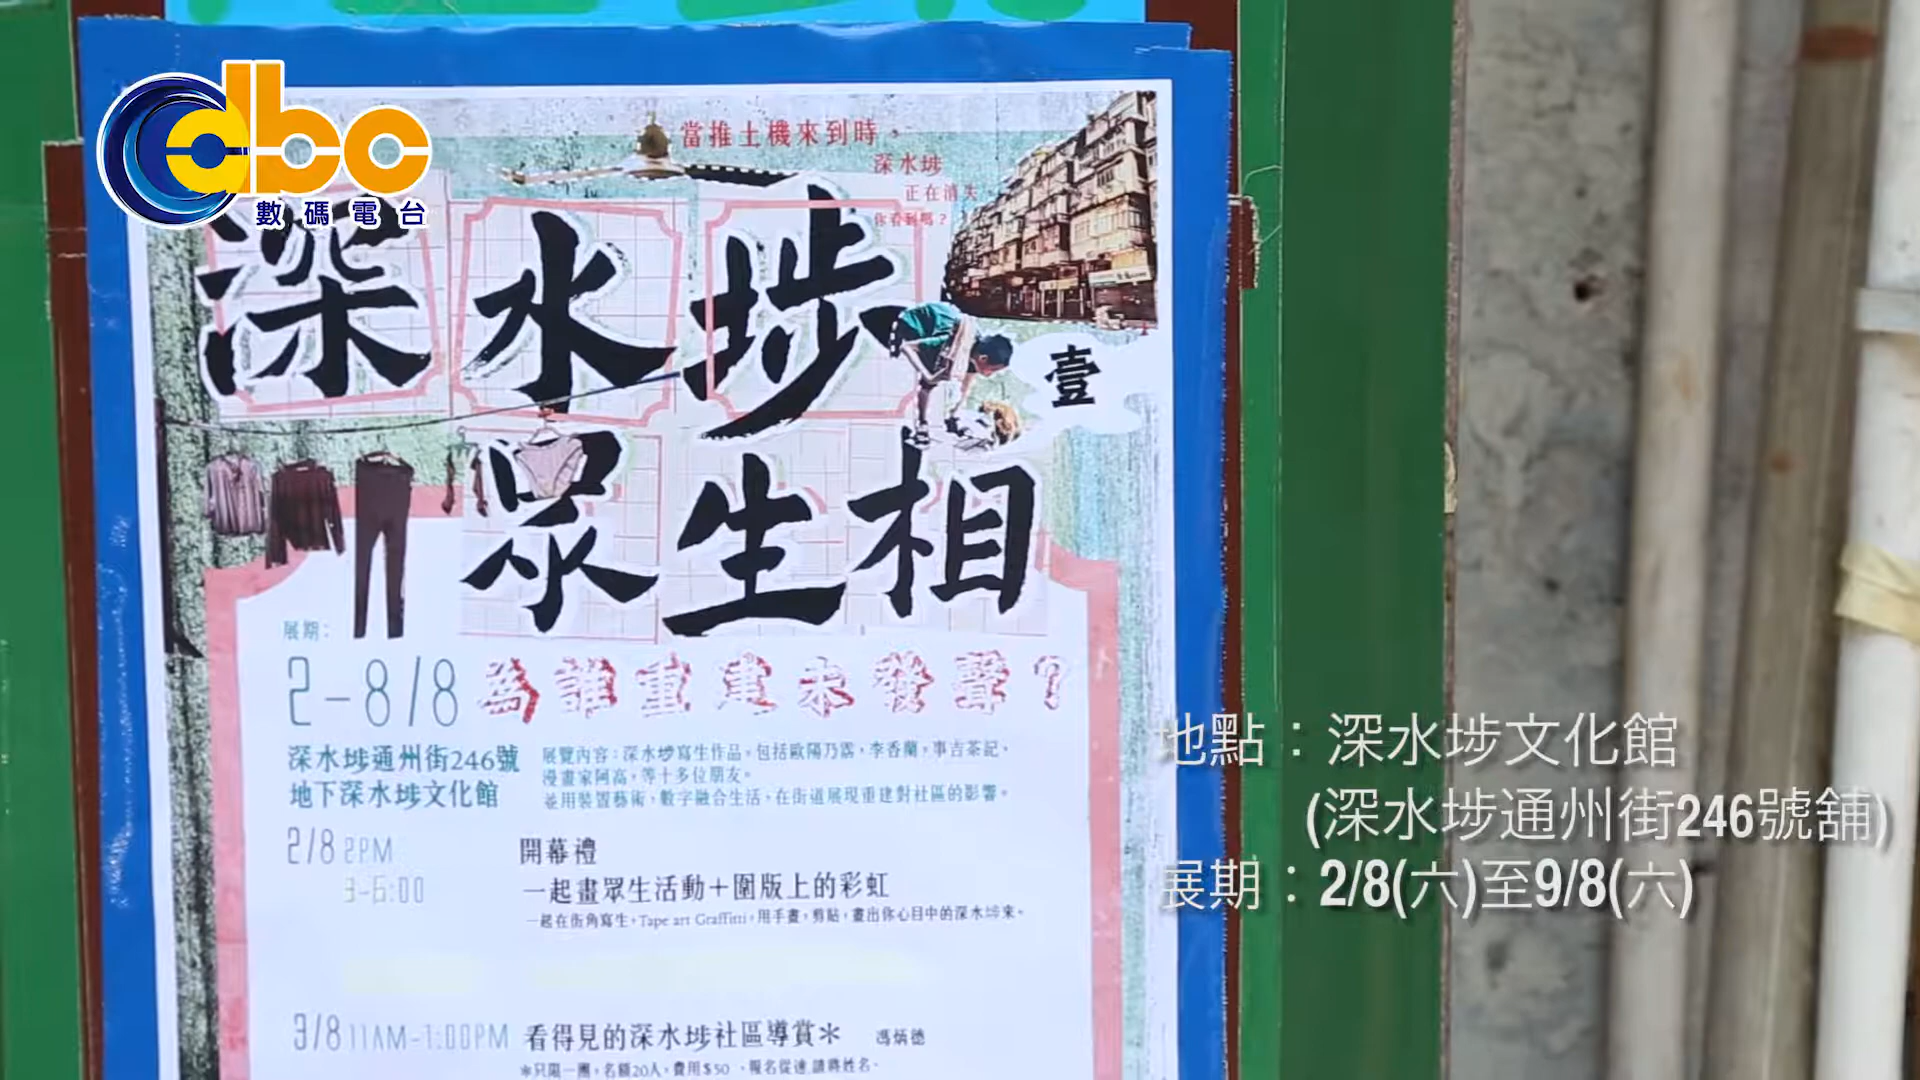 dbc
數碼電台
當推土機來到時，
深水埗
正在消失
你看到嗎？
深水埗
壹
眾生相
展期：
2-8/8
為誰重建未發聲？
深水埗通州街246號
地下深水埗文化館
展覽內容：深水埗寫生作品，包括歐陽乃霑，李香蘭，事吉茶記，
漫畫家阿高，等十多位朋友。
並用裝置藝術，數字融合生活，在街道展現重建對社區的影響。
2/8 2PM
開幕禮
3-6:00
一起畫眾生活動＋圍版上的彩虹
一起在街角寫生，Tape art Graffitti，用手畫，剪貼，畫出你心目中的深水埗來。
3/8 11AM-1:00PM 看得見的深水埗社區導賞＊ 馮炳德
＊只限一團，名額20人，費用$50
地點：深水埗文化館
(深水埗通州街246號舖)
展期：2/8(六)至9/8(六)